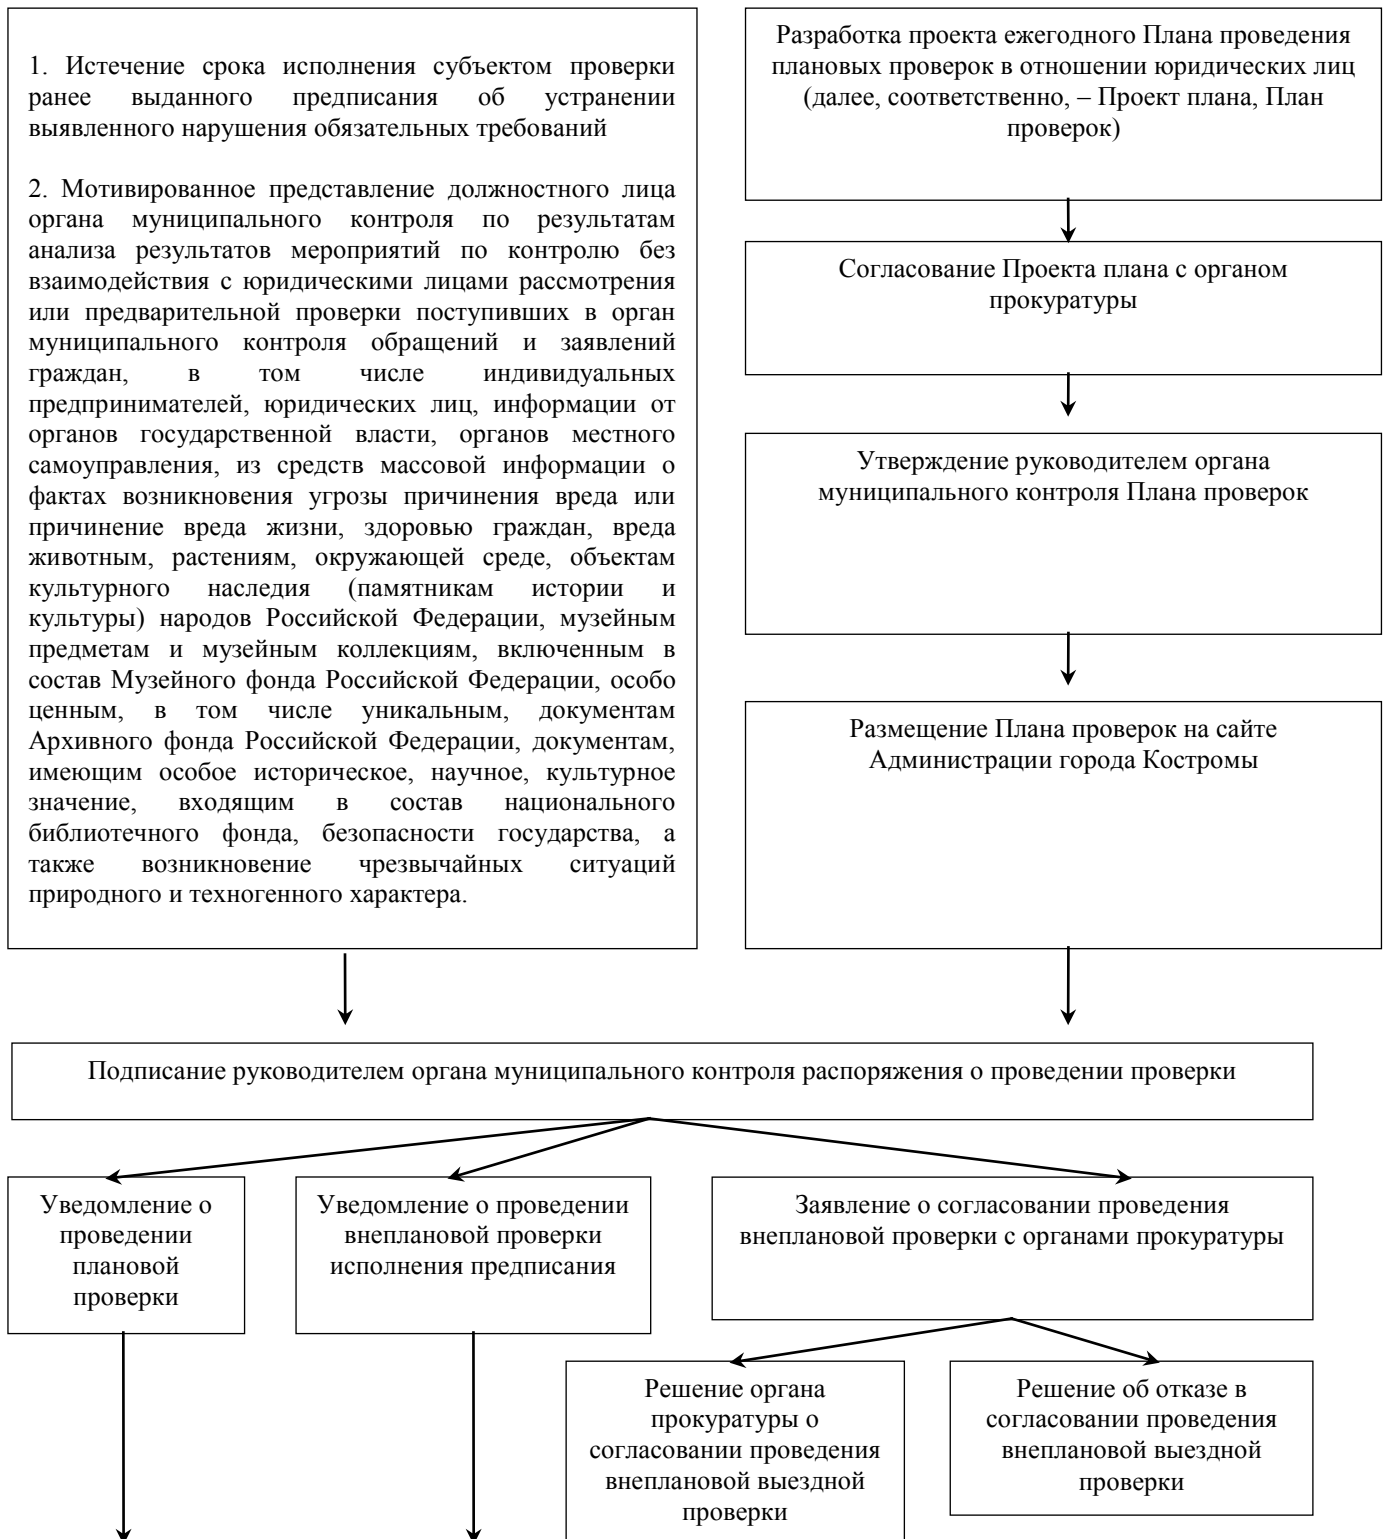 1. Истечение срока исполнения субъектом проверки
ранее выданного предписания об устранении
выявленного нарушения обязательных требований
2. Мотивированное представление должностного лица
органа муниципального контроля по результатам
анализа результатов мероприятий по контролю без
взаимодействия с юридическими лицами рассмотрения
или предварительной проверки поступивших в орган
муниципального контроля обращений и заявлений
граждан, в том числе индивидуальных
предпринимателей, юридических лиц, информации от
органов государственной власти, органов местного
самоуправления, из средств массовой информации о
фактах возникновения угрозы причинения вреда или
причинение вреда жизни, здоровью граждан, вреда
животным, растениям, окружающей среде, объектам
культурного наследия (памятникам истории и
культуры) народов Российской Федерации, музейным
предметам и музейным коллекциям, включенным в
состав Музейного фонда Российской Федерации, особо
ценным, в том числе уникальным, документам
Архивного фонда Российской Федерации, документам,
имеющим особое историческое, научное, культурное
значение, входящим в состав национального
библиотечного фонда, безопасности государства, а
также возникновение чрезвычайных ситуаций
природного и техногенного характера.
Разработка проекта ежегодного Плана проведения
плановых проверок в отношении юридических лиц
(далее, соответственно, – Проект плана, План
проверок)
Согласование Проекта плана с органом
прокуратуры
Утверждение руководителем органа
муниципального контроля Плана проверок
Размещение Плана проверок на сайте
Администрации города Костромы
Подписание руководителем органа муниципального контроля распоряжения о проведении проверки
Уведомление о
проведении
плановой
проверки
Уведомление о проведении
внеплановой проверки
исполнения предписания
Заявление о согласовании проведения
внеплановой проверки с органами прокуратуры
Решение органа
прокуратуры о
согласовании проведения
внеплановой выездной
проверки
Решение об отказе в
согласовании проведения
внеплановой выездной
проверки